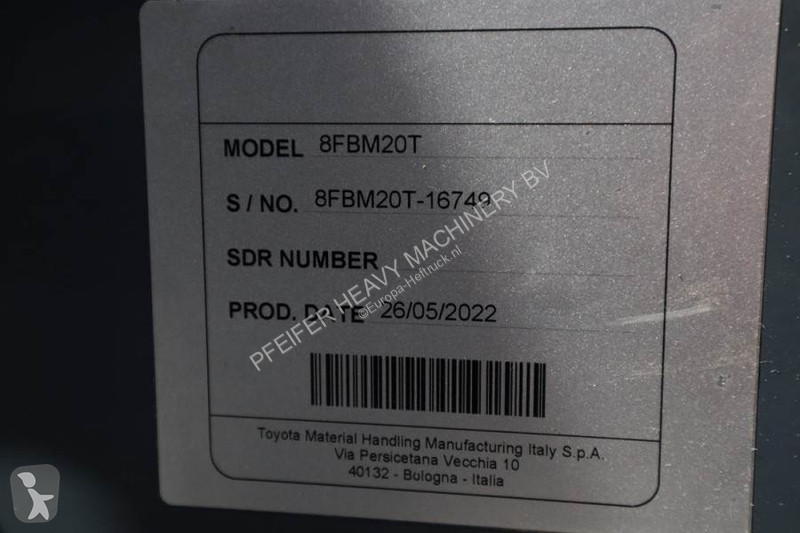 MODEL 8FBM20T
S / NO. 8FBM20T-16749
SDR NUMBER
PROD. DATE 26/05/2022
PFEIFER HEAVY MACHINERY BV
©Europa-Heftruck.nl
Toyota Material Handling Manufacturing Italy S.p.A.
Via Persicetana Vecchia 10
40132 - Bologna - Italia